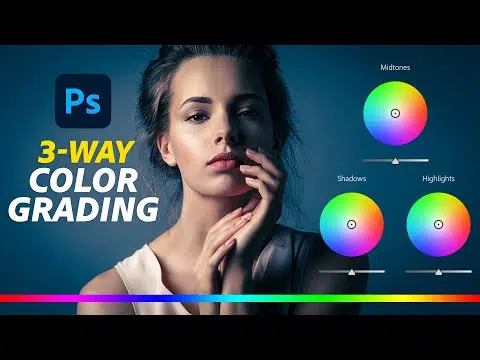 Ps
3-WAY
COLOR
GRADING
Midtones
Shadows
Highlights